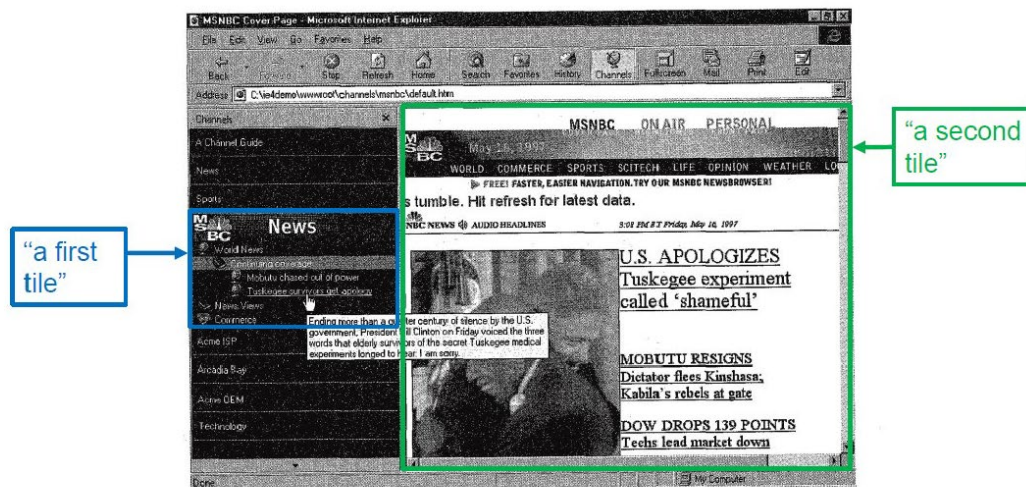 MSNBC Cover Page - Microsoft Internet Explorer
File Edit View Go Favorites Help
Back Forward Stop Refresh Home Search Favorites History Channels Fullscreen Mail Print Edit
Address C:\ie4demo\wwwroot\channels\msnbc\default.htm
Channels
A Channel Guide
News
Sports
MSNBC News
World News
Continuing coverage
Mobutu chased out of power
Tuskegee survivors get apology
News Views
Commerce
Acme ISP
Arcadia Bay
Acme OEM
Technology
Ending more than a quarter century of silence by the U.S.
government, President Bill Clinton on Friday voiced the three
words that elderly survivors of the secret Tuskegee medical
experiments longed to hear: I am sorry.
MSNBC ON AIR PERSONAL
MSBC May 16, 1997
WORLD COMMERCE SPORTS SCITECH LIFE OPINION WEATHER LO
FREE! FASTER, EASIER NAVIGATION. TRY OUR MSNBC NEWSBROWSER!
s tumble. Hit refresh for latest data.
NBC NEWS AUDIO HEADLINES 3:08 PM ET Friday, May 16, 1997
U.S. APOLOGIZES
Tuskegee experiment
called ‘shameful’
MOBUTU RESIGNS
Dictator flees Kinshasa;
Kabila's rebels at gate
DOW DROPS 139 POINTS
Techs lead market down
Done My Computer
“a first
tile”
“a second
tile”